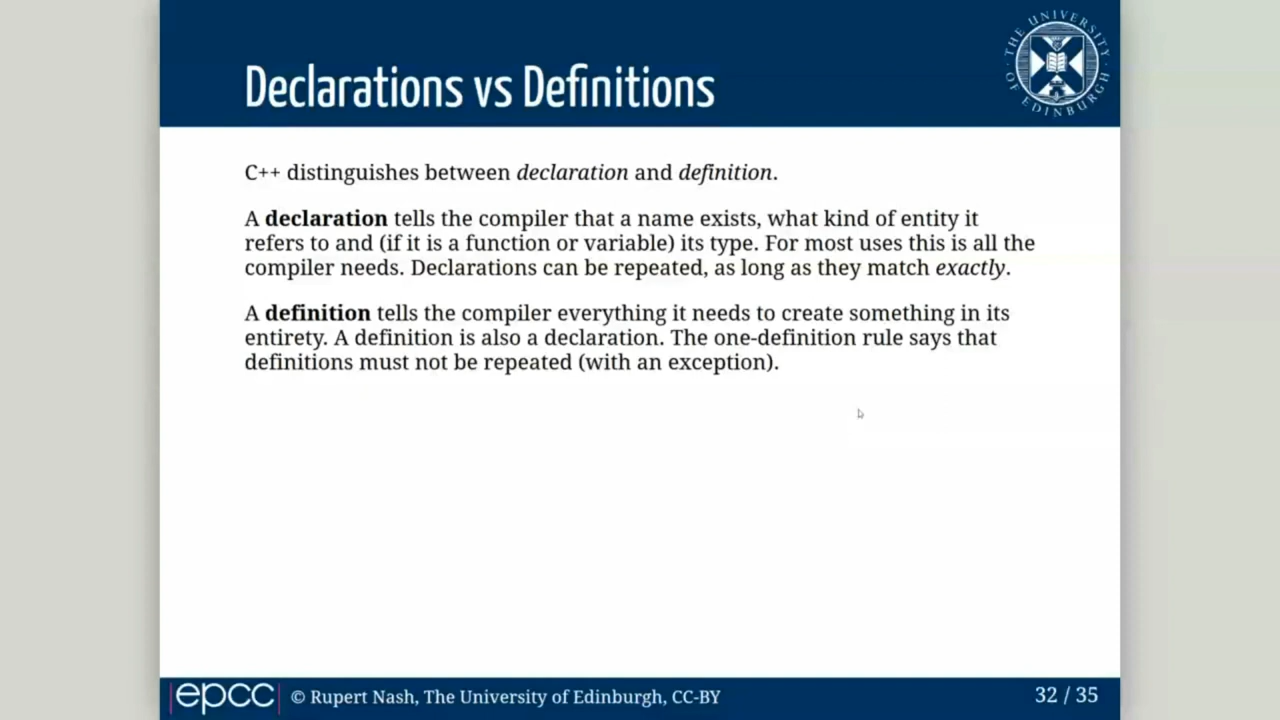 Declarations vs Definitions
THE UNIVERSITY OF EDINBURGH
C++ distinguishes between declaration and definition.
A declaration tells the compiler that a name exists, what kind of entity it
refers to and (if it is a function or variable) its type. For most uses this is all the
compiler needs. Declarations can be repeated, as long as they match exactly.
A definition tells the compiler everything it needs to create something in its
entirety. A definition is also a declaration. The one-definition rule says that
definitions must not be repeated (with an exception).
epcc © Rupert Nash, The University of Edinburgh, CC-BY 32 / 35